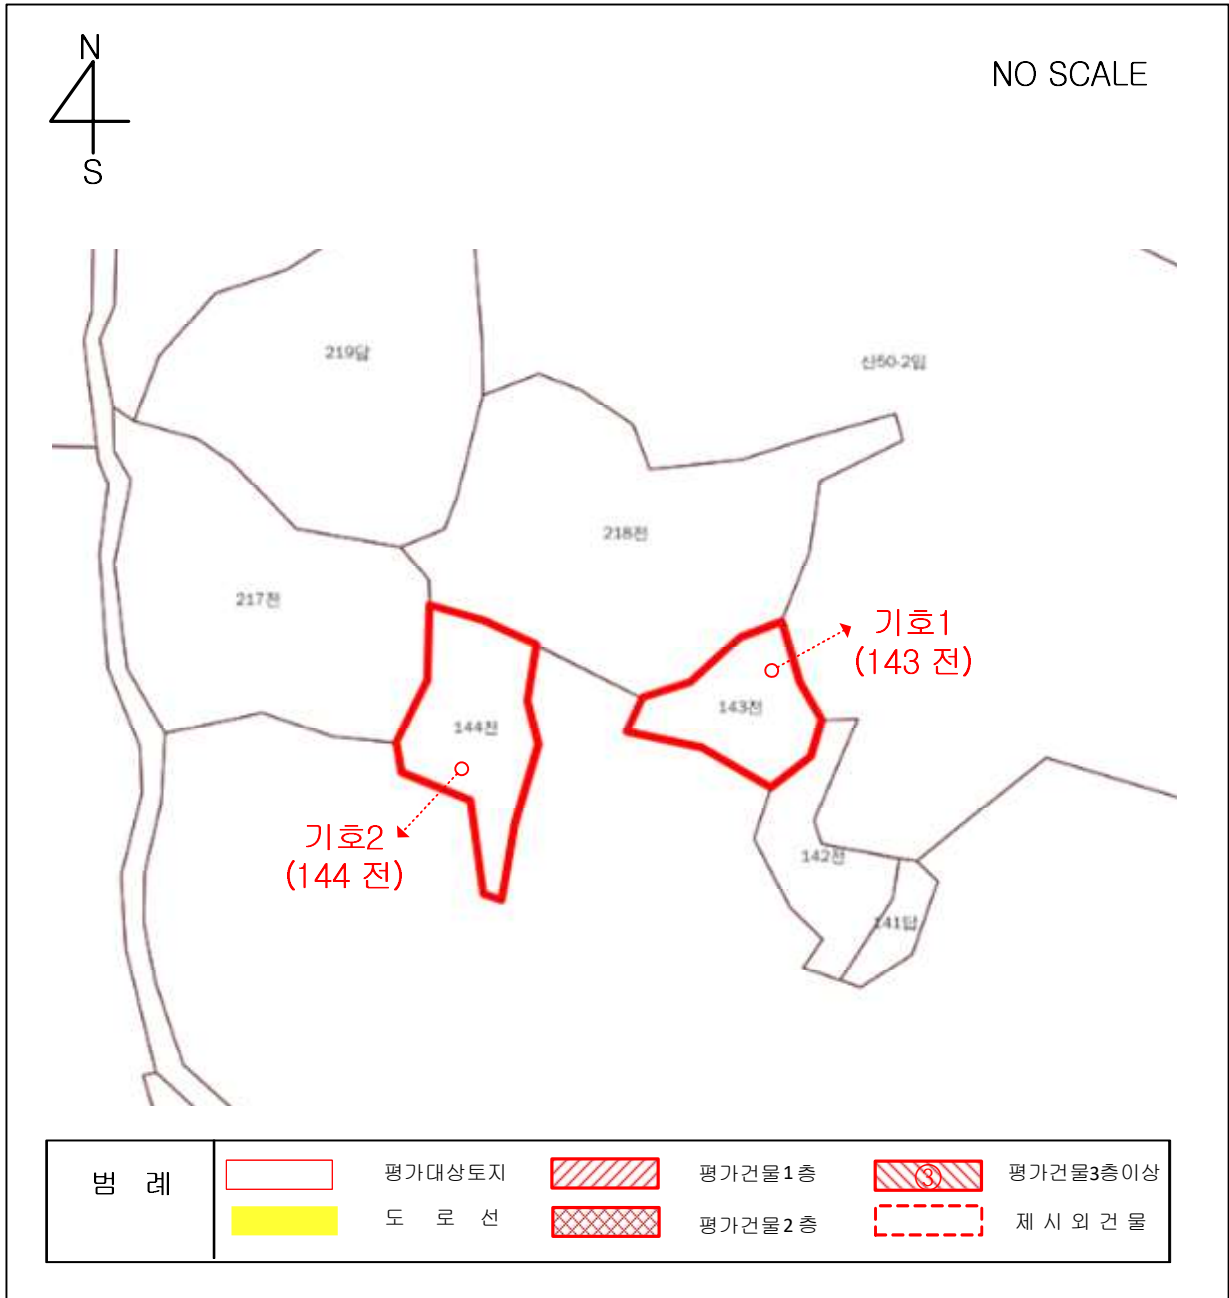 N
NO SCALE
S
219답
산50-2임
218전
217전
기호1
(143 전)
143전
144전
기호2
(144 전)
142전
141답
범 례
평가대상토지
평가건물1층
③
평가건물3층이상
도 로 선
평가건물2층
제시외건물